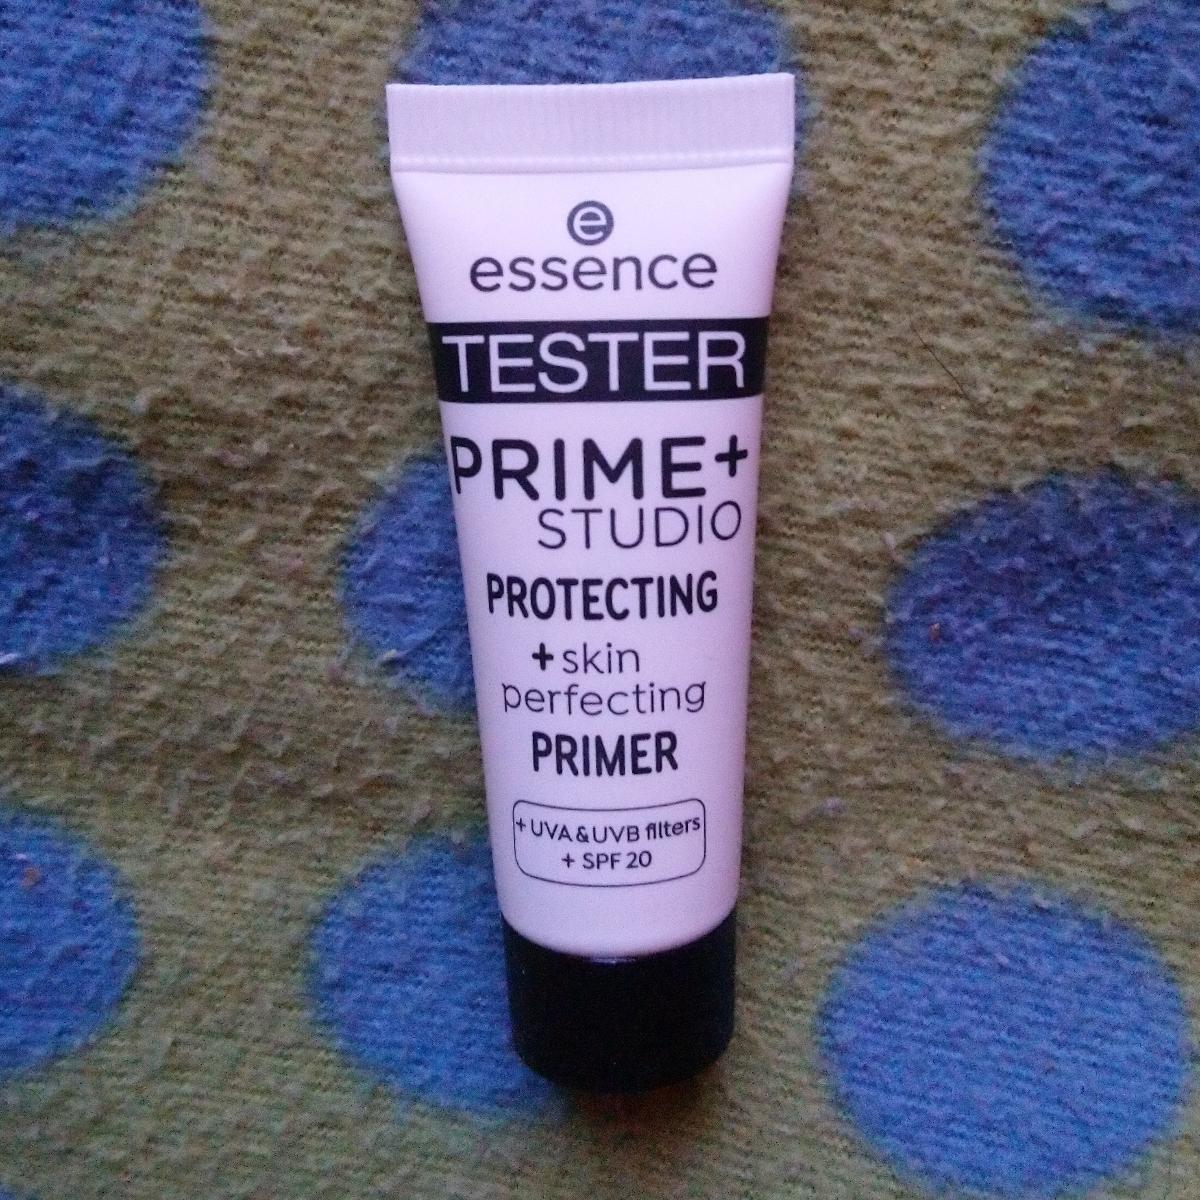 e
essence
TESTER
PRIME+
STUDIO
PROTECTING
+skin
perfecting
PRIMER
+ UVA & UVB filters
+ SPF 20